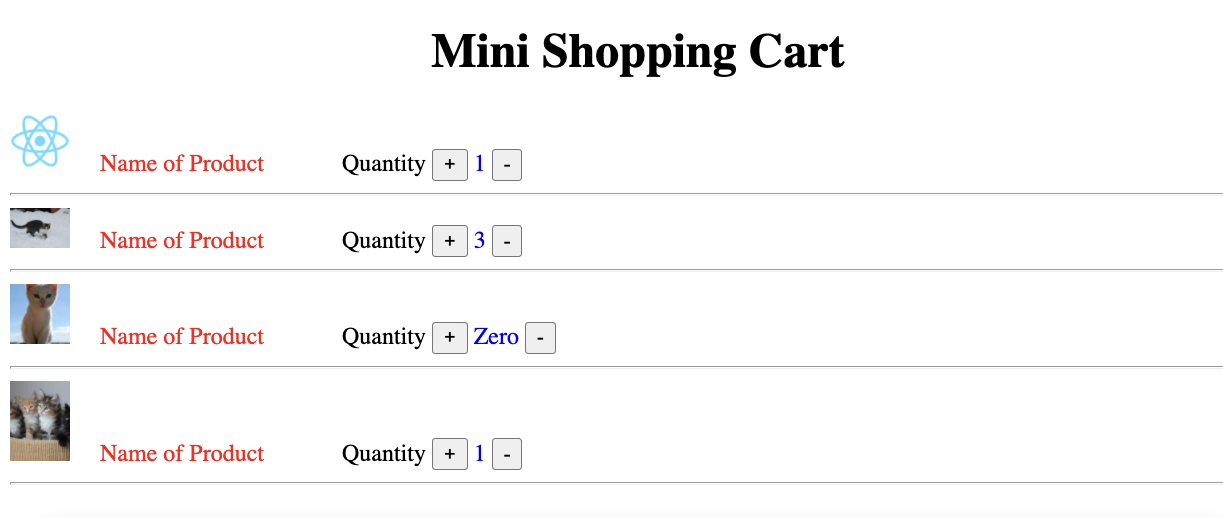 Mini Shopping Cart
Name of Product Quantity + 1 -
Name of Product Quantity + 3 -
Name of Product Quantity + Zero -
Name of Product Quantity + 1 -